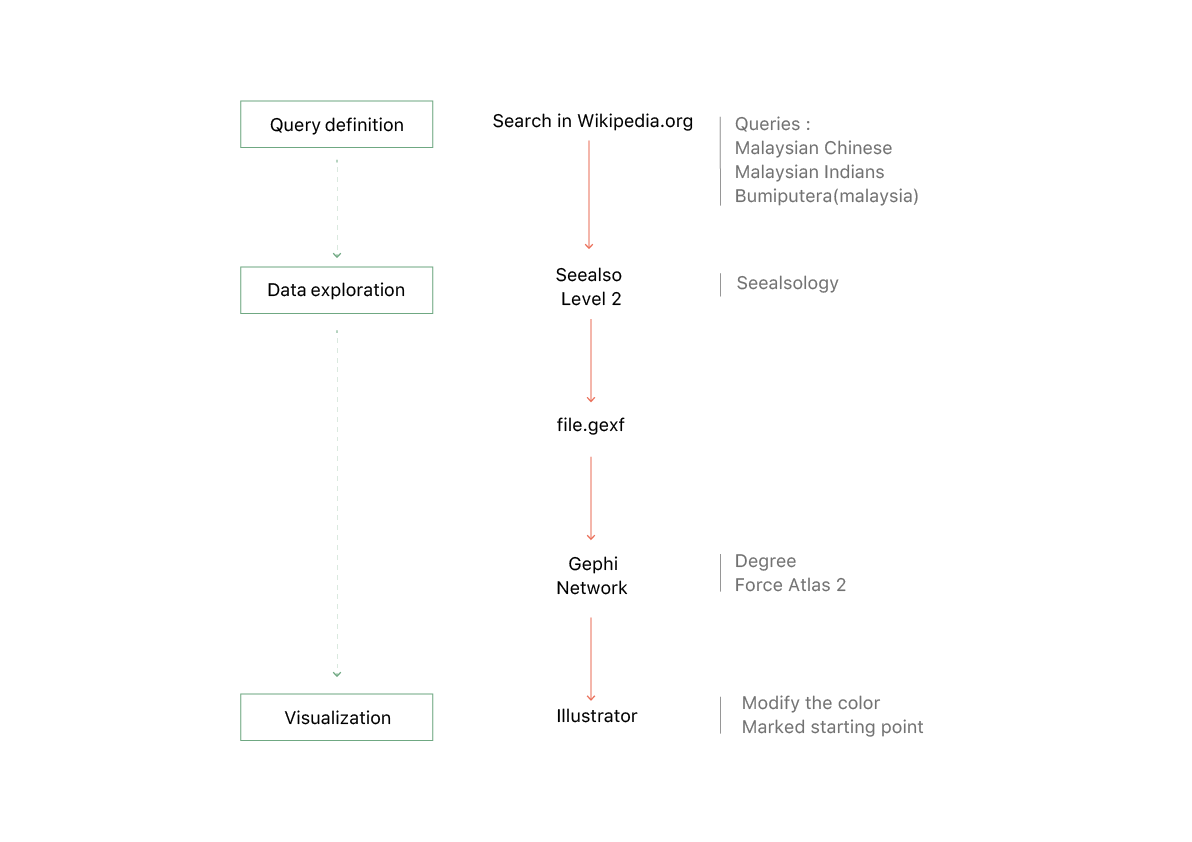 Query definition
Search in Wikipedia.org
Queries :
Malaysian Chinese
Malaysian Indians
Bumiputera(malaysia)
Data exploration
Seealso
Level 2
Seealsology
file.gexf
Gephi
Network
Degree
Force Atlas 2
Visualization
Illustrator
Modify the color
Marked starting point